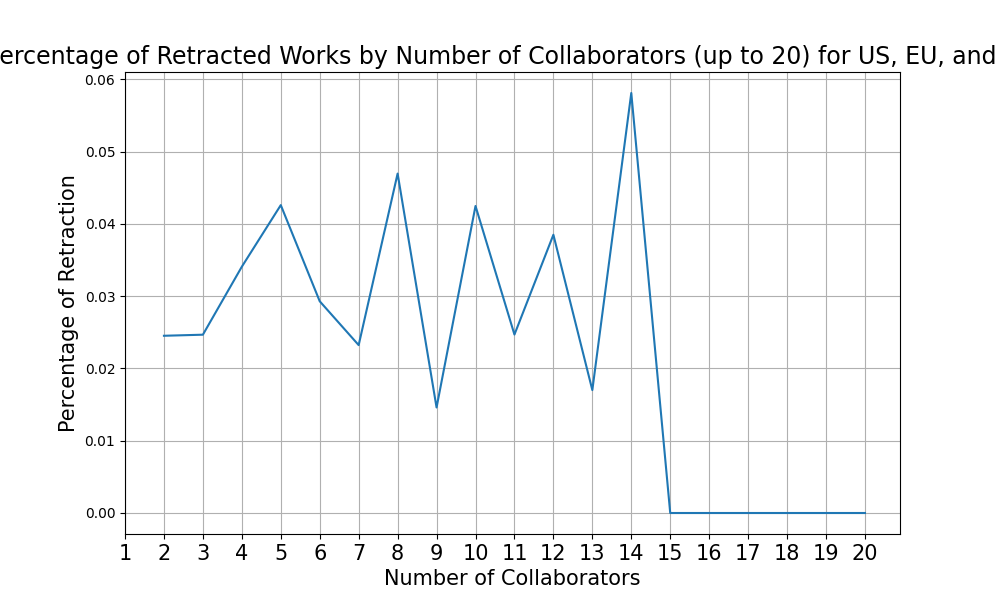 ercentage of Retracted Works by Number of Collaborators (up to 20) for US, EU, and
0.06
0.05
0.04
0.03
0.02
0.01
0.00
Percentage of Retraction
1 2 3 4 5 6 7 8 9 10 11 12 13 14 15 16 17 18 19 20
Number of Collaborators